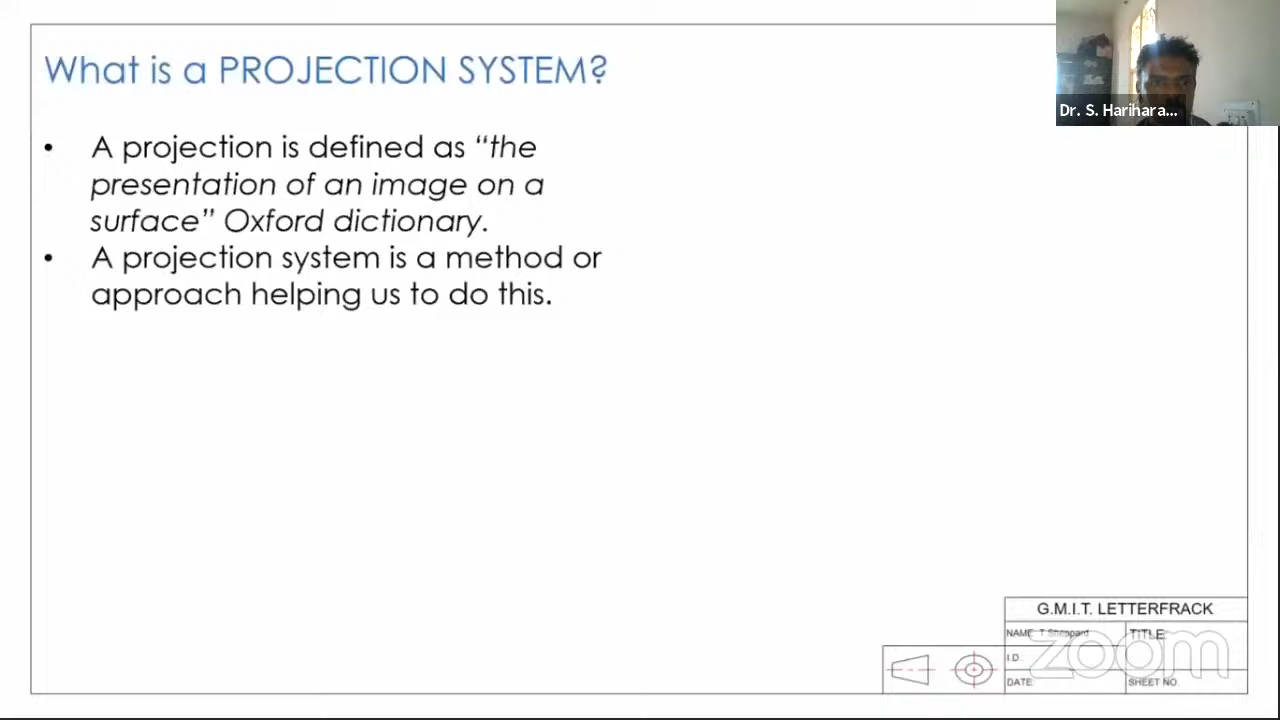 What is a PROJECTION SYSTEM?
Dr. S. Harihara...
• A projection is defined as “the
presentation of an image on a
surface” Oxford dictionary.
• A projection system is a method or
approach helping us to do this.
G.M.I.T. LETTERFRACK
NAME: T Sheppard TITLE
I.D.
DATE: SHEET NO.
zoom